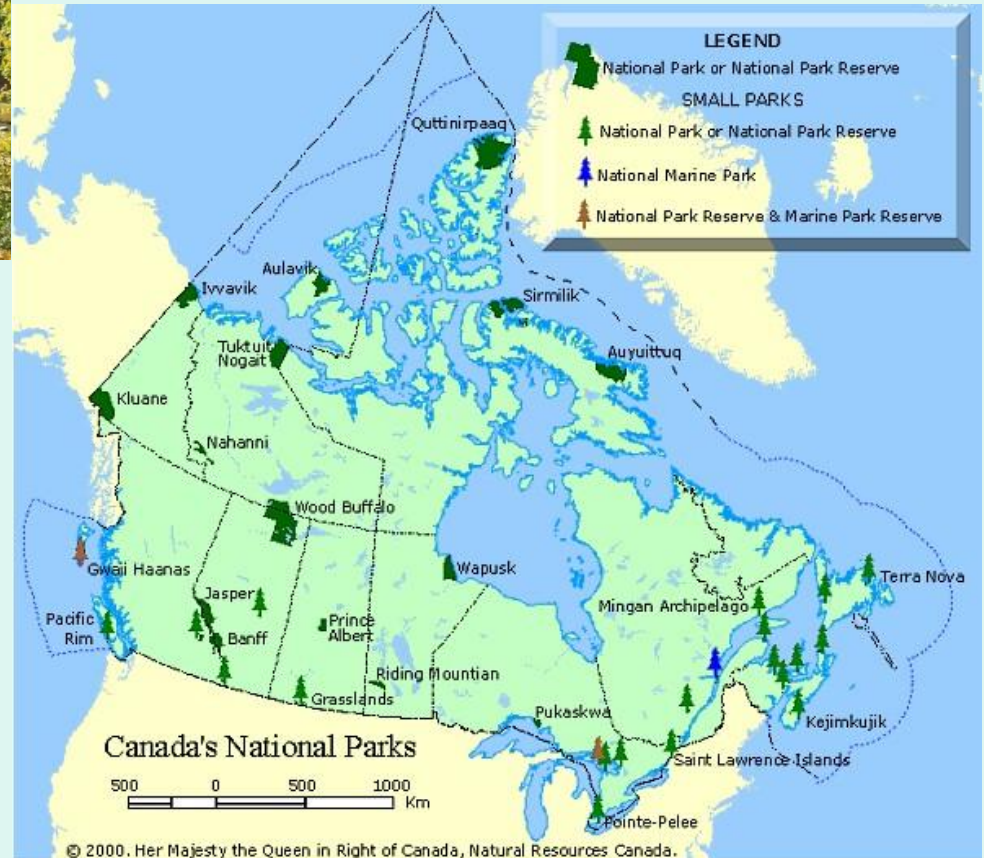 LEGEND
National Park or National Park Reserve
SMALL PARKS
National Park or National Park Reserve
National Marine Park
National Park Reserve & Marine Park Reserve
Quttinirpaaq
Aulavik
Ivvavik
Sirmilik
Tuktuit
Nogait
Auyuittuq
Kluane
Nahanni
Wood Buffalo
Gwaii Haanas
Wapusk
Terra Nova
Jasper
Mingan Archipelago
Pacific
Rim
Prince
Albert
Banff
Riding Mountian
Grasslands
Pukaskwa
Kejimkujik
Canada's National Parks
Saint Lawrence Islands
500 0 500 1000
Km
Pointe-Pelee
© 2000. Her Majesty the Queen in Right of Canada, Natural Resources Canada.